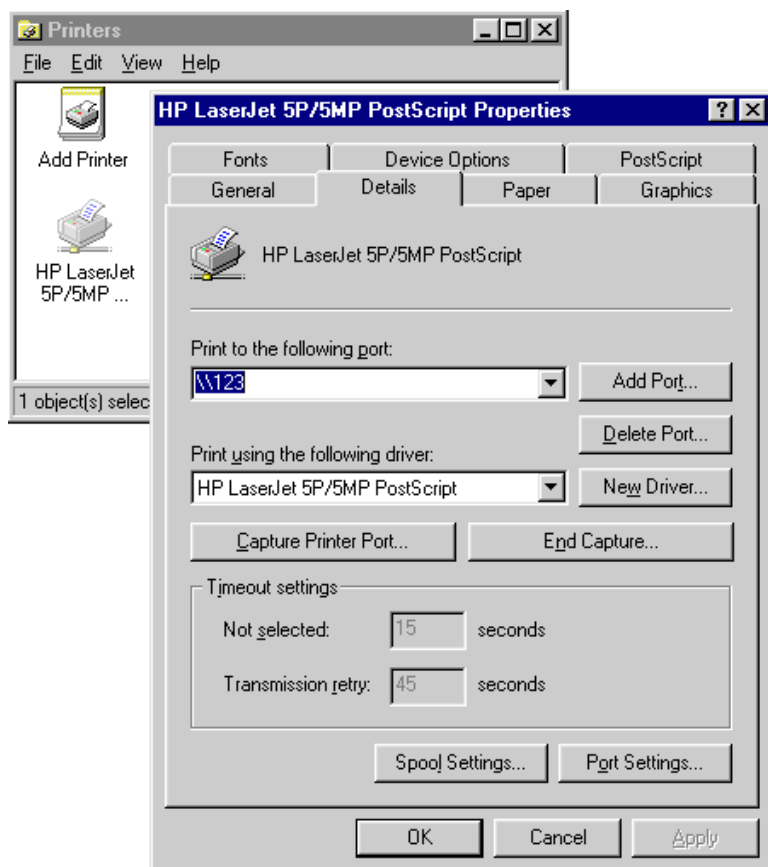 Printers
File Edit View Help
Add Printer
HP LaserJet
5P/5MP ...
1 object(s) selec
HP LaserJet 5P/5MP PostScript Properties
Fonts Device Options PostScript
General Details Paper Graphics
HP LaserJet 5P/5MP PostScript
Print to the following port:
\\123 Add Port...
Delete Port...
Print using the following driver:
HP LaserJet 5P/5MP PostScript New Driver...
Capture Printer Port... End Capture...
Timeout settings
Not selected: 15 seconds
Transmission retry: 45 seconds
Spool Settings... Port Settings...
OK Cancel Apply